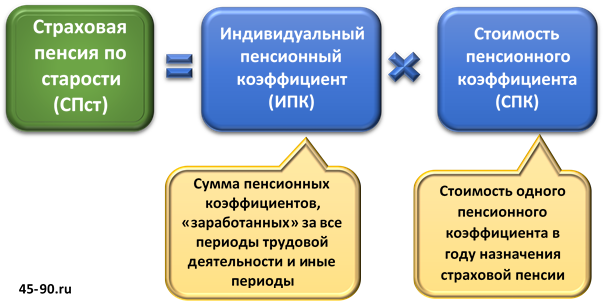 Страховая
пенсия по
старости
(СПст)
=
Индивидуальный
пенсионный
коэффициент
(ИПК)
×
Стоимость
пенсионного
коэффициента
(СПК)
Сумма пенсионных
коэффициентов,
«заработанных» за все
периоды трудовой
деятельности и иные
периоды
Стоимость одного
пенсионного
коэффициента в
году назначения
страховой пенсии
45-90.ru